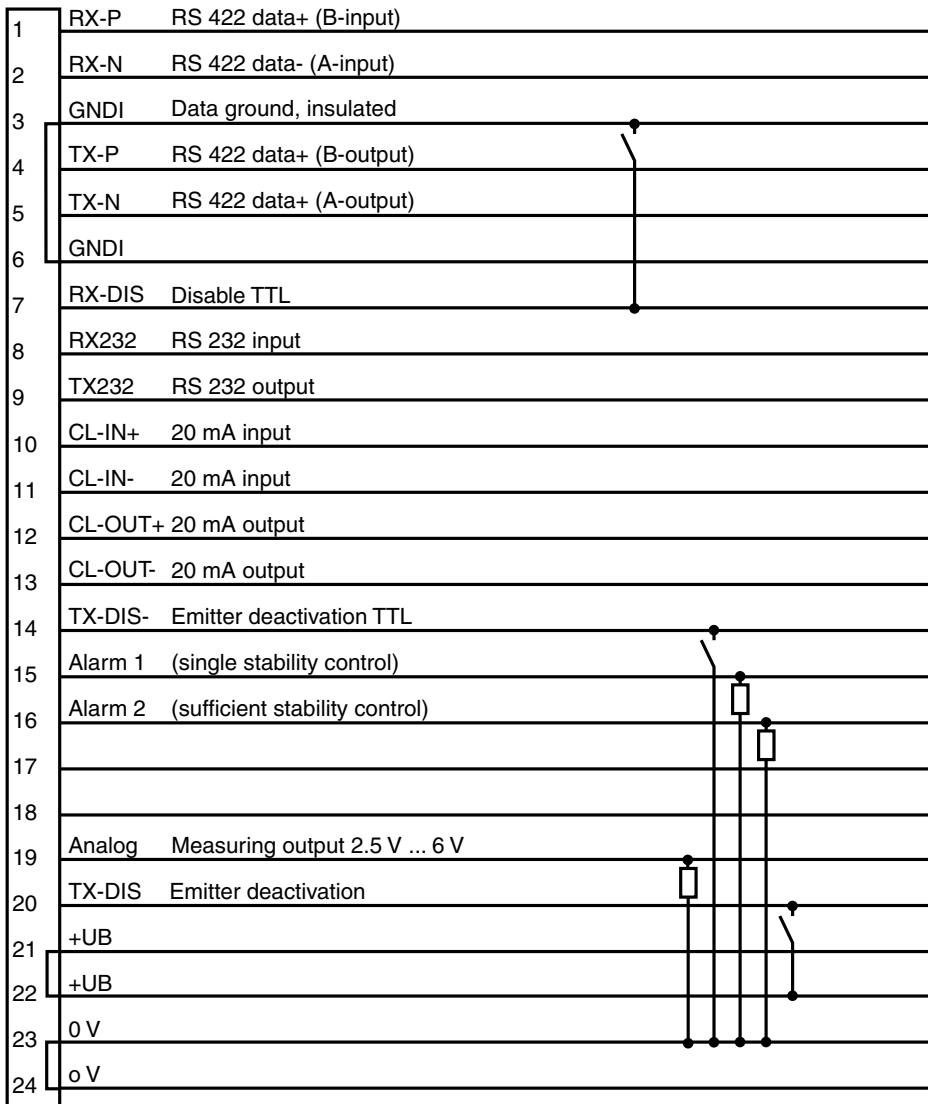 1 RX-P RS 422 data+ (B-input)
2 RX-N RS 422 data- (A-input)
3 GNDI Data ground, insulated
4 TX-P RS 422 data+ (B-output)
5 TX-N RS 422 data+ (A-output)
6 GNDI
7 RX-DIS Disable TTL
8 RX232 RS 232 input
9 TX232 RS 232 output
10 CL-IN+ 20 mA input
11 CL-IN- 20 mA input
12 CL-OUT+ 20 mA output
13 CL-OUT- 20 mA output
14 TX-DIS- Emitter deactivation TTL
15 Alarm 1 (single stability control)
16 Alarm 2 (sufficient stability control)
17
18
19 Analog Measuring output 2.5 V ... 6 V
20 TX-DIS Emitter deactivation
21 +UB
22 +UB
23 0 V
24 o V